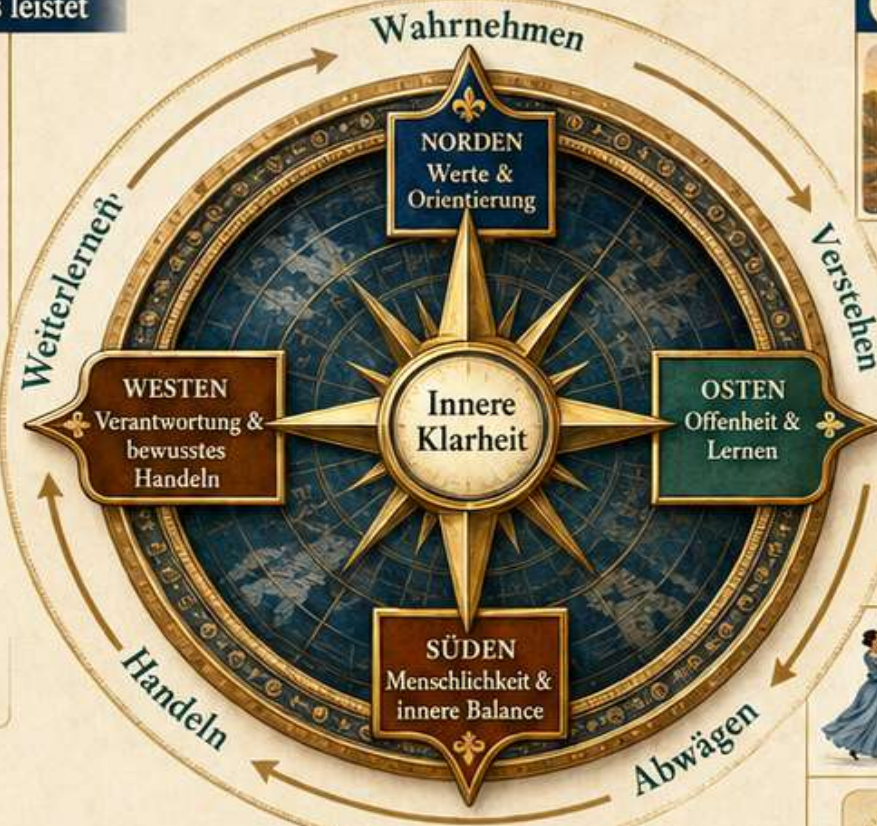 leistet
Wahrnehmen
NORDEN
Werte &
Orientierung
Weiterlernen
Verstehen
WESTEN
Verantwortung &
bewusstes
Handeln
Innere
Klarheit
OSTEN
Offenheit &
Lernen
SÜDEN
Menschlichkeit &
innere Balance
Handeln
Abwägen